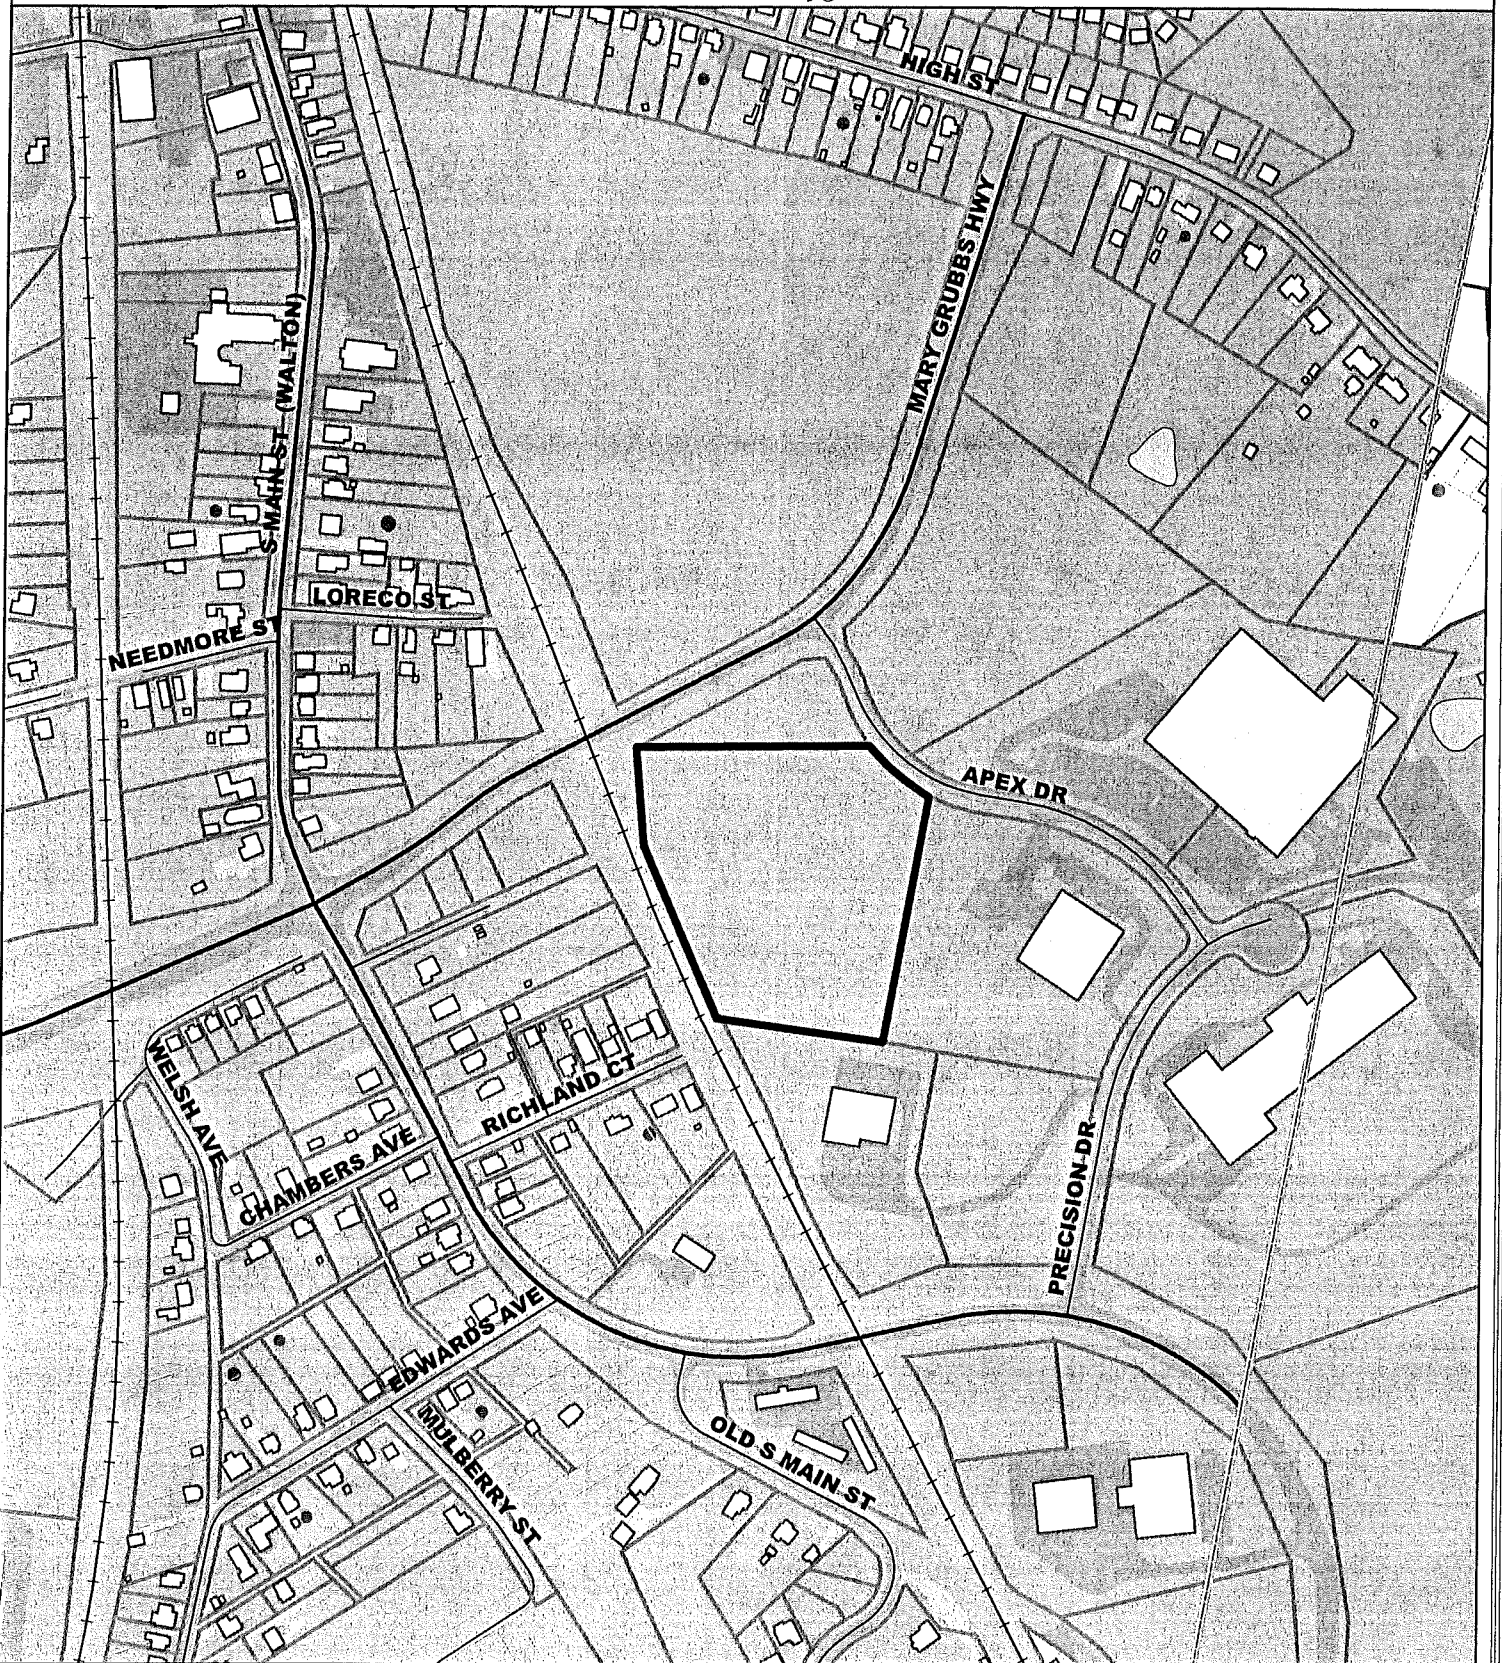 HIGH ST
MARY GRUBBS HWY
S MAIN ST (WALTON)
LORECO ST
NEEDMORE ST
APEX DR
WELSH AVE
RICHLAND CT
CHAMBERS AVE
PRECISION DR
EDWARDS AVE
MULBERRY ST
OLD S MAIN ST